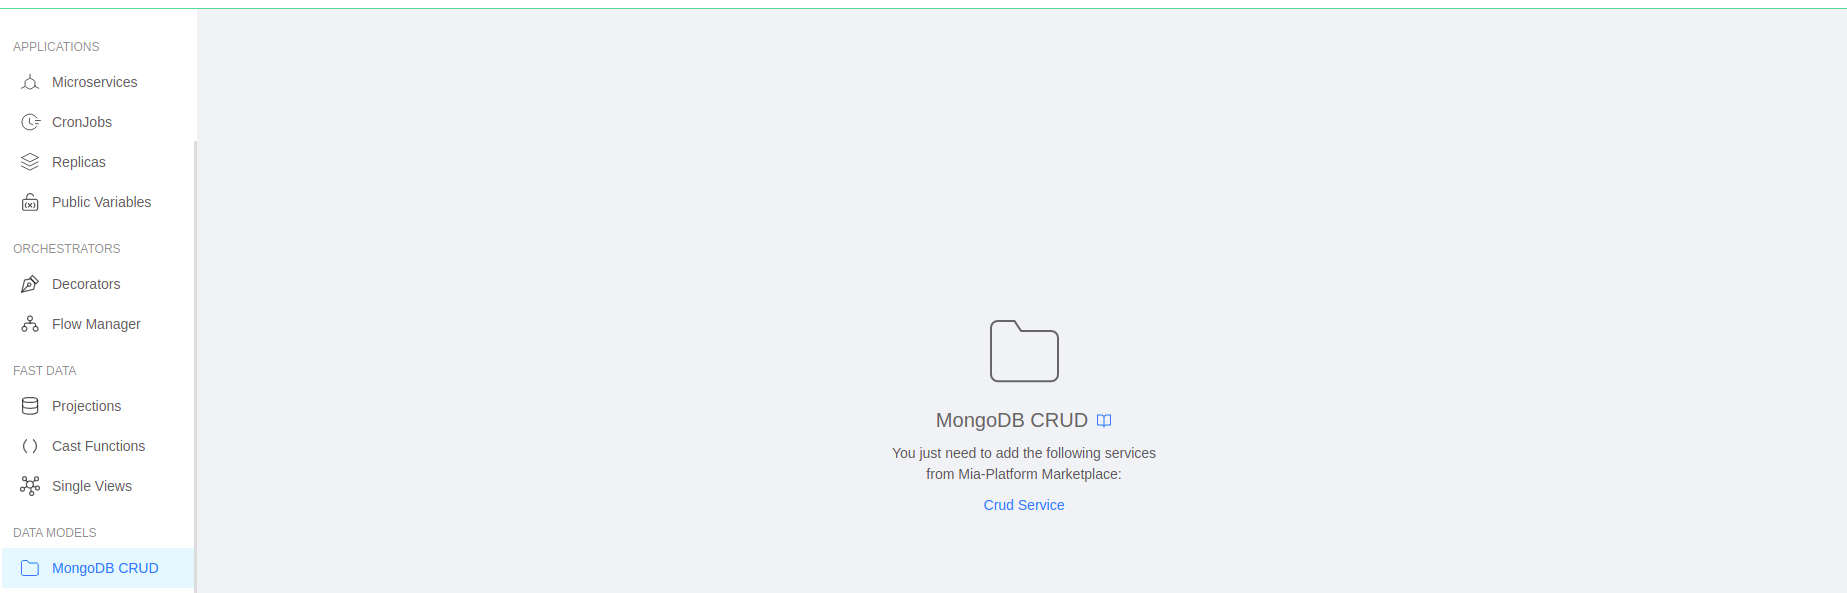 APPLICATIONS
Microservices
CronJobs
Replicas
Public Variables
ORCHESTRATORS
Decorators
Flow Manager
FAST DATA
Projections
Cast Functions
Single Views
DATA MODELS
MongoDB CRUD
MongoDB CRUD
You just need to add the following services
from Mia-Platform Marketplace:
Crud Service